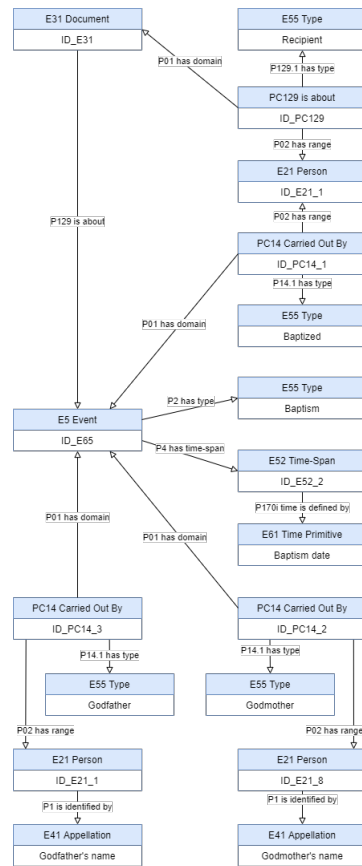 E31 Document
ID_E31
E55 Type
Recipient
P01 has domain
P129.1 has type
PC129 is about
ID_PC129
P02 has range
E21 Person
ID_E21_1
P129 is about
P02 has range
PC14 Carried Out By
ID_PC14_1
P14.1 has type
P01 has domain
E55 Type
Baptized
E55 Type
Baptism
P2 has type
E5 Event
ID_E65
P4 has time-span
E52 Time-Span
ID_E52_2
P170i time is defined by
P01 has domain
P01 has domain
E61 Time Primitive
Baptism date
PC14 Carried Out By
ID_PC14_3
PC14 Carried Out By
ID_PC14_2
P14.1 has type
P14.1 has type
E55 Type
Godfather
E55 Type
Godmother
P02 has range
P02 has range
E21 Person
ID_E21_1
E21 Person
ID_E21_8
P1 is identified by
P1 is identified by
E41 Appellation
Godfather's name
E41 Appellation
Godmother's name